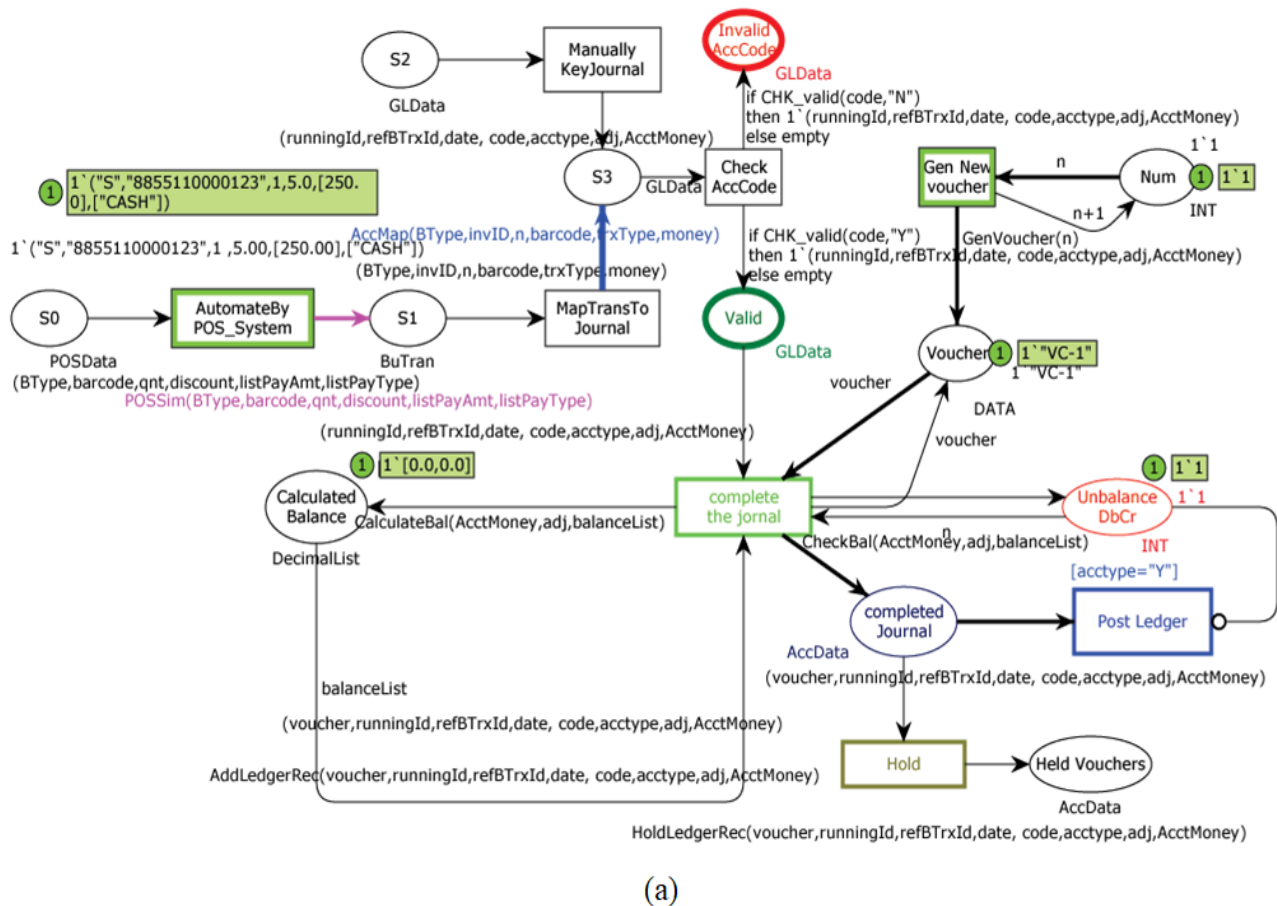 S2
GLData
Manually
KeyJournal
Invalid
AccCode
GLData
if CHK_valid(code,"N")
then 1`(runningId,refBTrxId,date, code,acctype,adj,AcctMoney)
else empty
(runningId,refBTrxId,date, code,acctype,adj,AcctMoney)
S3
GLData
Check
AccCode
Gen New
voucher
n
n+1
1`1
Num
1
1`1
INT
GenVoucher(n)
1
1`("S","8855110000123",1,5.0,[250.
0],["CASH"])
1`("S","8855110000123",1 ,5.00,[250.00],["CASH"])
AccMap(BType,invID,n,barcode,trxType,money)
(BType,invID,n,barcode,trxType,money)
if CHK_valid(code,"Y")
then 1`(runningId,refBTrxId,date, code,acctype,adj,AcctMoney)
else empty
S0
POSData
AutomateBy
POS_System
S1
BuTran
MapTransTo
Journal
Valid
GLData
(BType,barcode,qnt,discount,listPayAmt,listPayType)
POSSim(BType,barcode,qnt,discount,listPayAmt,listPayType)
Voucher
1
1`"VC-1"
1`"VC-1"
DATA
voucher
voucher
(runningId,refBTrxId,date, code,acctype,adj,AcctMoney)
1
1`[0.0,0.0]
Calculated
Balance
DecimalList
CalculateBal(AcctMoney,adj,balanceList)
complete
the jornal
1
1`1
Unbalance
DbCr
1`1
INT
n
CheckBal(AcctMoney,adj,balanceList)
[acctype="Y"]
completed
Journal
AccData
Post Ledger
(voucher,runningId,refBTrxId,date, code,acctype,adj,AcctMoney)
balanceList
(voucher,runningId,refBTrxId,date, code,acctype,adj,AcctMoney)
AddLedgerRec(voucher,runningId,refBTrxId,date, code,acctype,adj,AcctMoney)
Hold
Held Vouchers
AccData
HoldLedgerRec(voucher,runningId,refBTrxId,date, code,acctype,adj,AcctMoney)
(a)